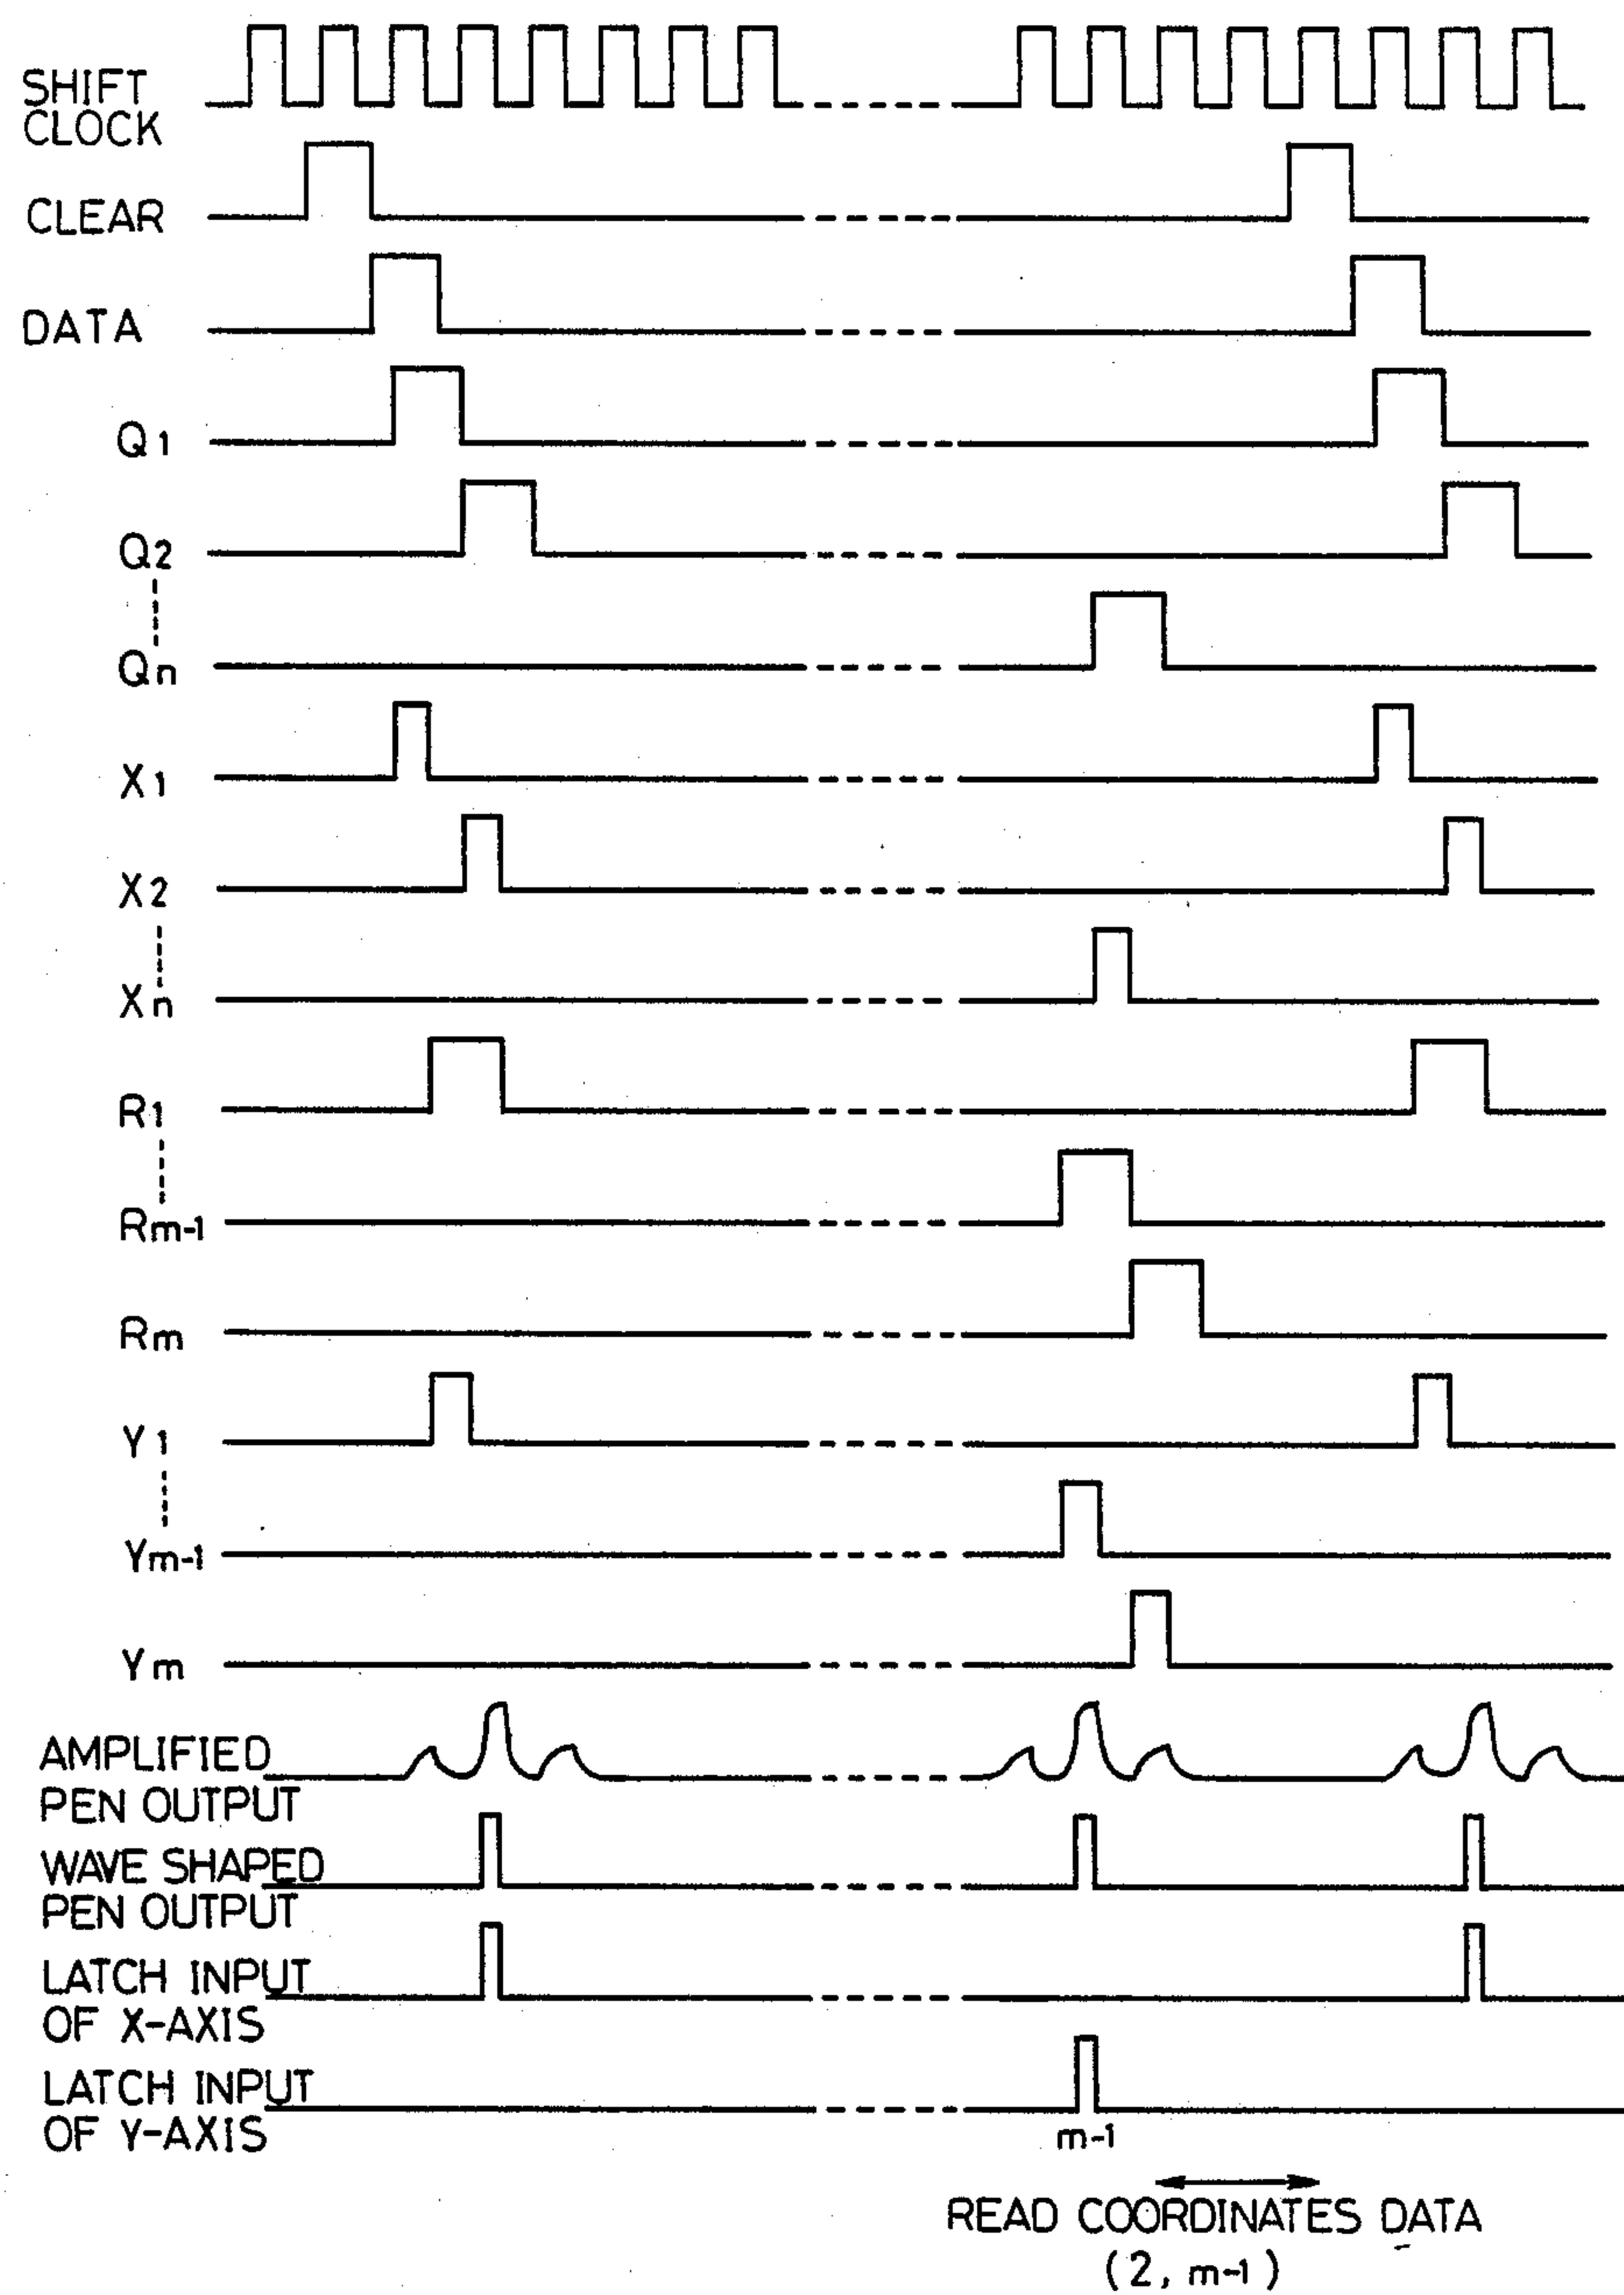 SHIFT
CLOCK
CLEAR
DATA
Q1
Q2
Qn
X1
X2
Xn
R1
Rm-1
Rm
Y1
Ym-1
Ym
AMPLIFIED
PEN OUTPUT
WAVE SHAPED
PEN OUTPUT
LATCH INPUT
OF X-AXIS
LATCH INPUT
OF Y-AXIS
m-1
READ COORDINATES DATA
(2, m-1)